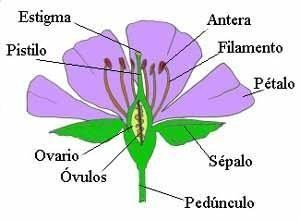 Estigma
Antera
Pistilo
Filamento
Pétalo
Ovario
Óvulos
Sépalo
Pedúnculo